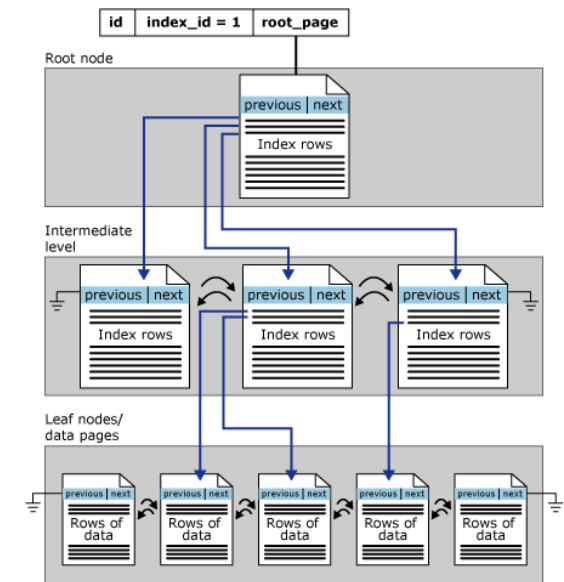 id index_id = 1 root_page
Root node
previous next
Index rows
Intermediate
level
previous next previous next previous next
Index rows Index rows Index rows
Leaf nodes/
data pages
previous next previous next previous next previous next previous next
Rows of Rows of Rows of Rows of Rows of
data data data data data